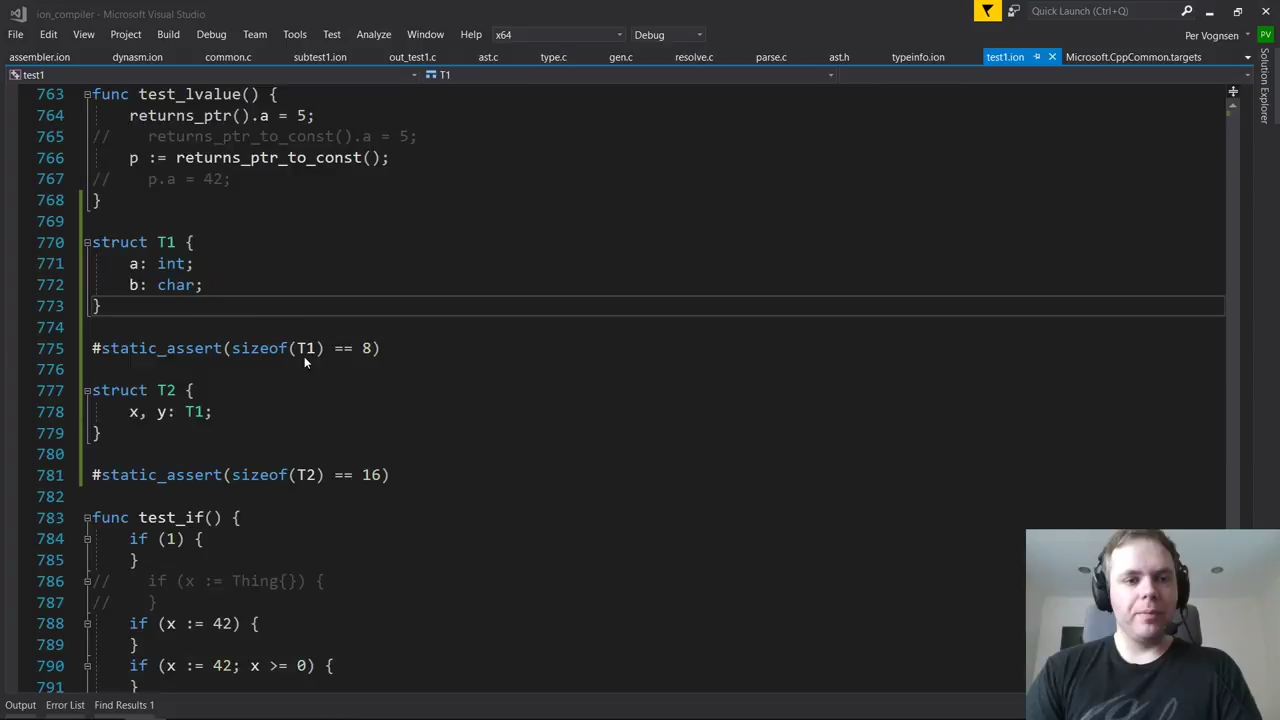 ion_compiler - Microsoft Visual Studio
Quick Launch (Ctrl+Q)
File Edit View Project Build Debug Team Tools Test Analyze Window Help x64 Debug Per Vognsen PV
assembler.ion dynasm.ion common.c subtest1.ion out_test1.c ast.c type.c gen.c resolve.c parse.c ast.h typeinfo.ion test1.ion Microsoft.CppCommon.targets
Solution Explorer
test1 T1
763 func test_lvalue() {
764 returns_ptr().a = 5;
765 // returns_ptr_to_const().a = 5;
766 p := returns_ptr_to_const();
767 // p.a = 42;
768 }
769
770 struct T1 {
771 a: int;
772 b: char;
773 }
774
775 #static_assert(sizeof(T1) == 8)
776
777 struct T2 {
778 x, y: T1;
779 }
780
781 #static_assert(sizeof(T2) == 16)
782
783 func test_if() {
784 if (1) {
785 }
786 // if (x := Thing{}) {
787 // }
788 if (x := 42) {
789 }
790 if (x := 42; x >= 0) {
791 }
Output Error List Find Results 1